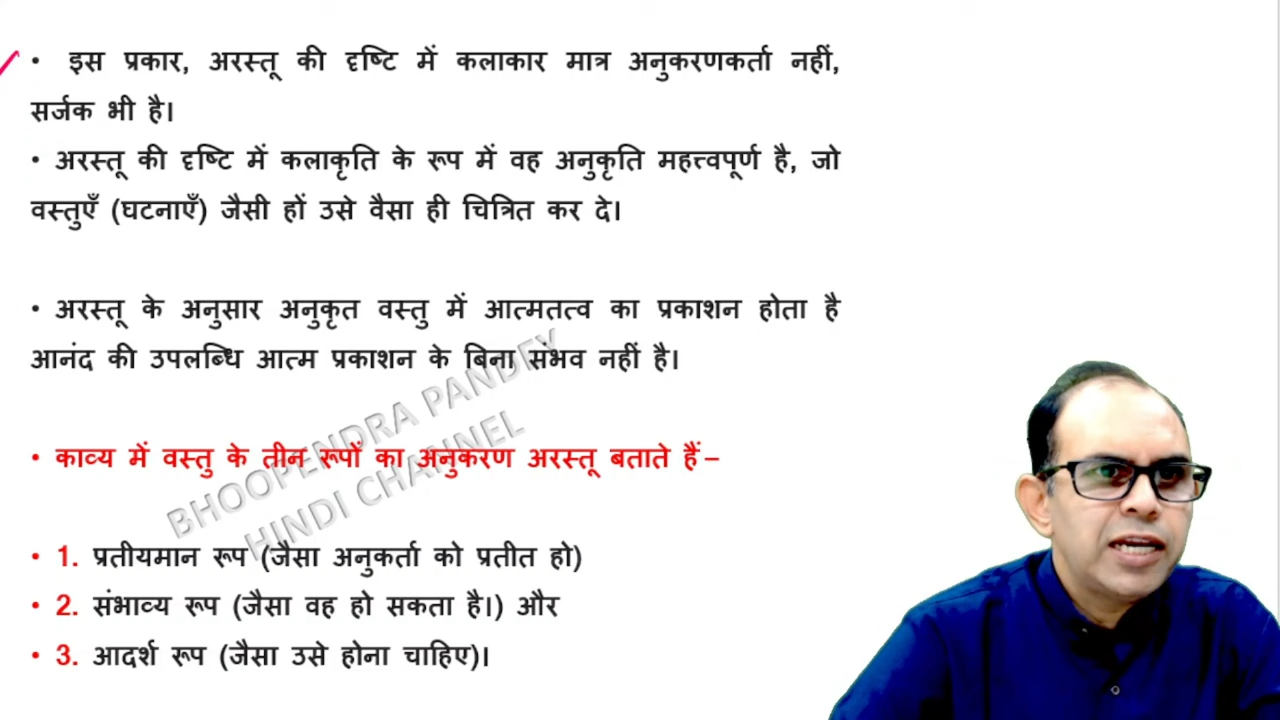 • इस प्रकार, अरस्तू की दृष्टि में कलाकार मात्र अनुकरणकर्ता नहीं,
सर्जक भी है।
• अरस्तू की दृष्टि में कलाकृति के रूप में वह अनुकृति महत्त्वपूर्ण है, जो
वस्तुएँ (घटनाएँ) जैसी हों उसे वैसा ही चित्रित कर दे।
• अरस्तू के अनुसार अनुकृत वस्तु में आत्मतत्व का प्रकाशन होता है
आनंद की उपलब्धि आत्म प्रकाशन के बिना संभव नहीं है।
• काव्य में वस्तु के तीन रूपों का अनुकरण अरस्तू बताते हैं–
• 1. प्रतीयमान रूप (जैसा अनुकर्ता को प्रतीत हो)
• 2. संभाव्य रूप (जैसा वह हो सकता है।) और
• 3. आदर्श रूप (जैसा उसे होना चाहिए)।
BHOOPENDRA PANDEY
HINDI CHANNEL